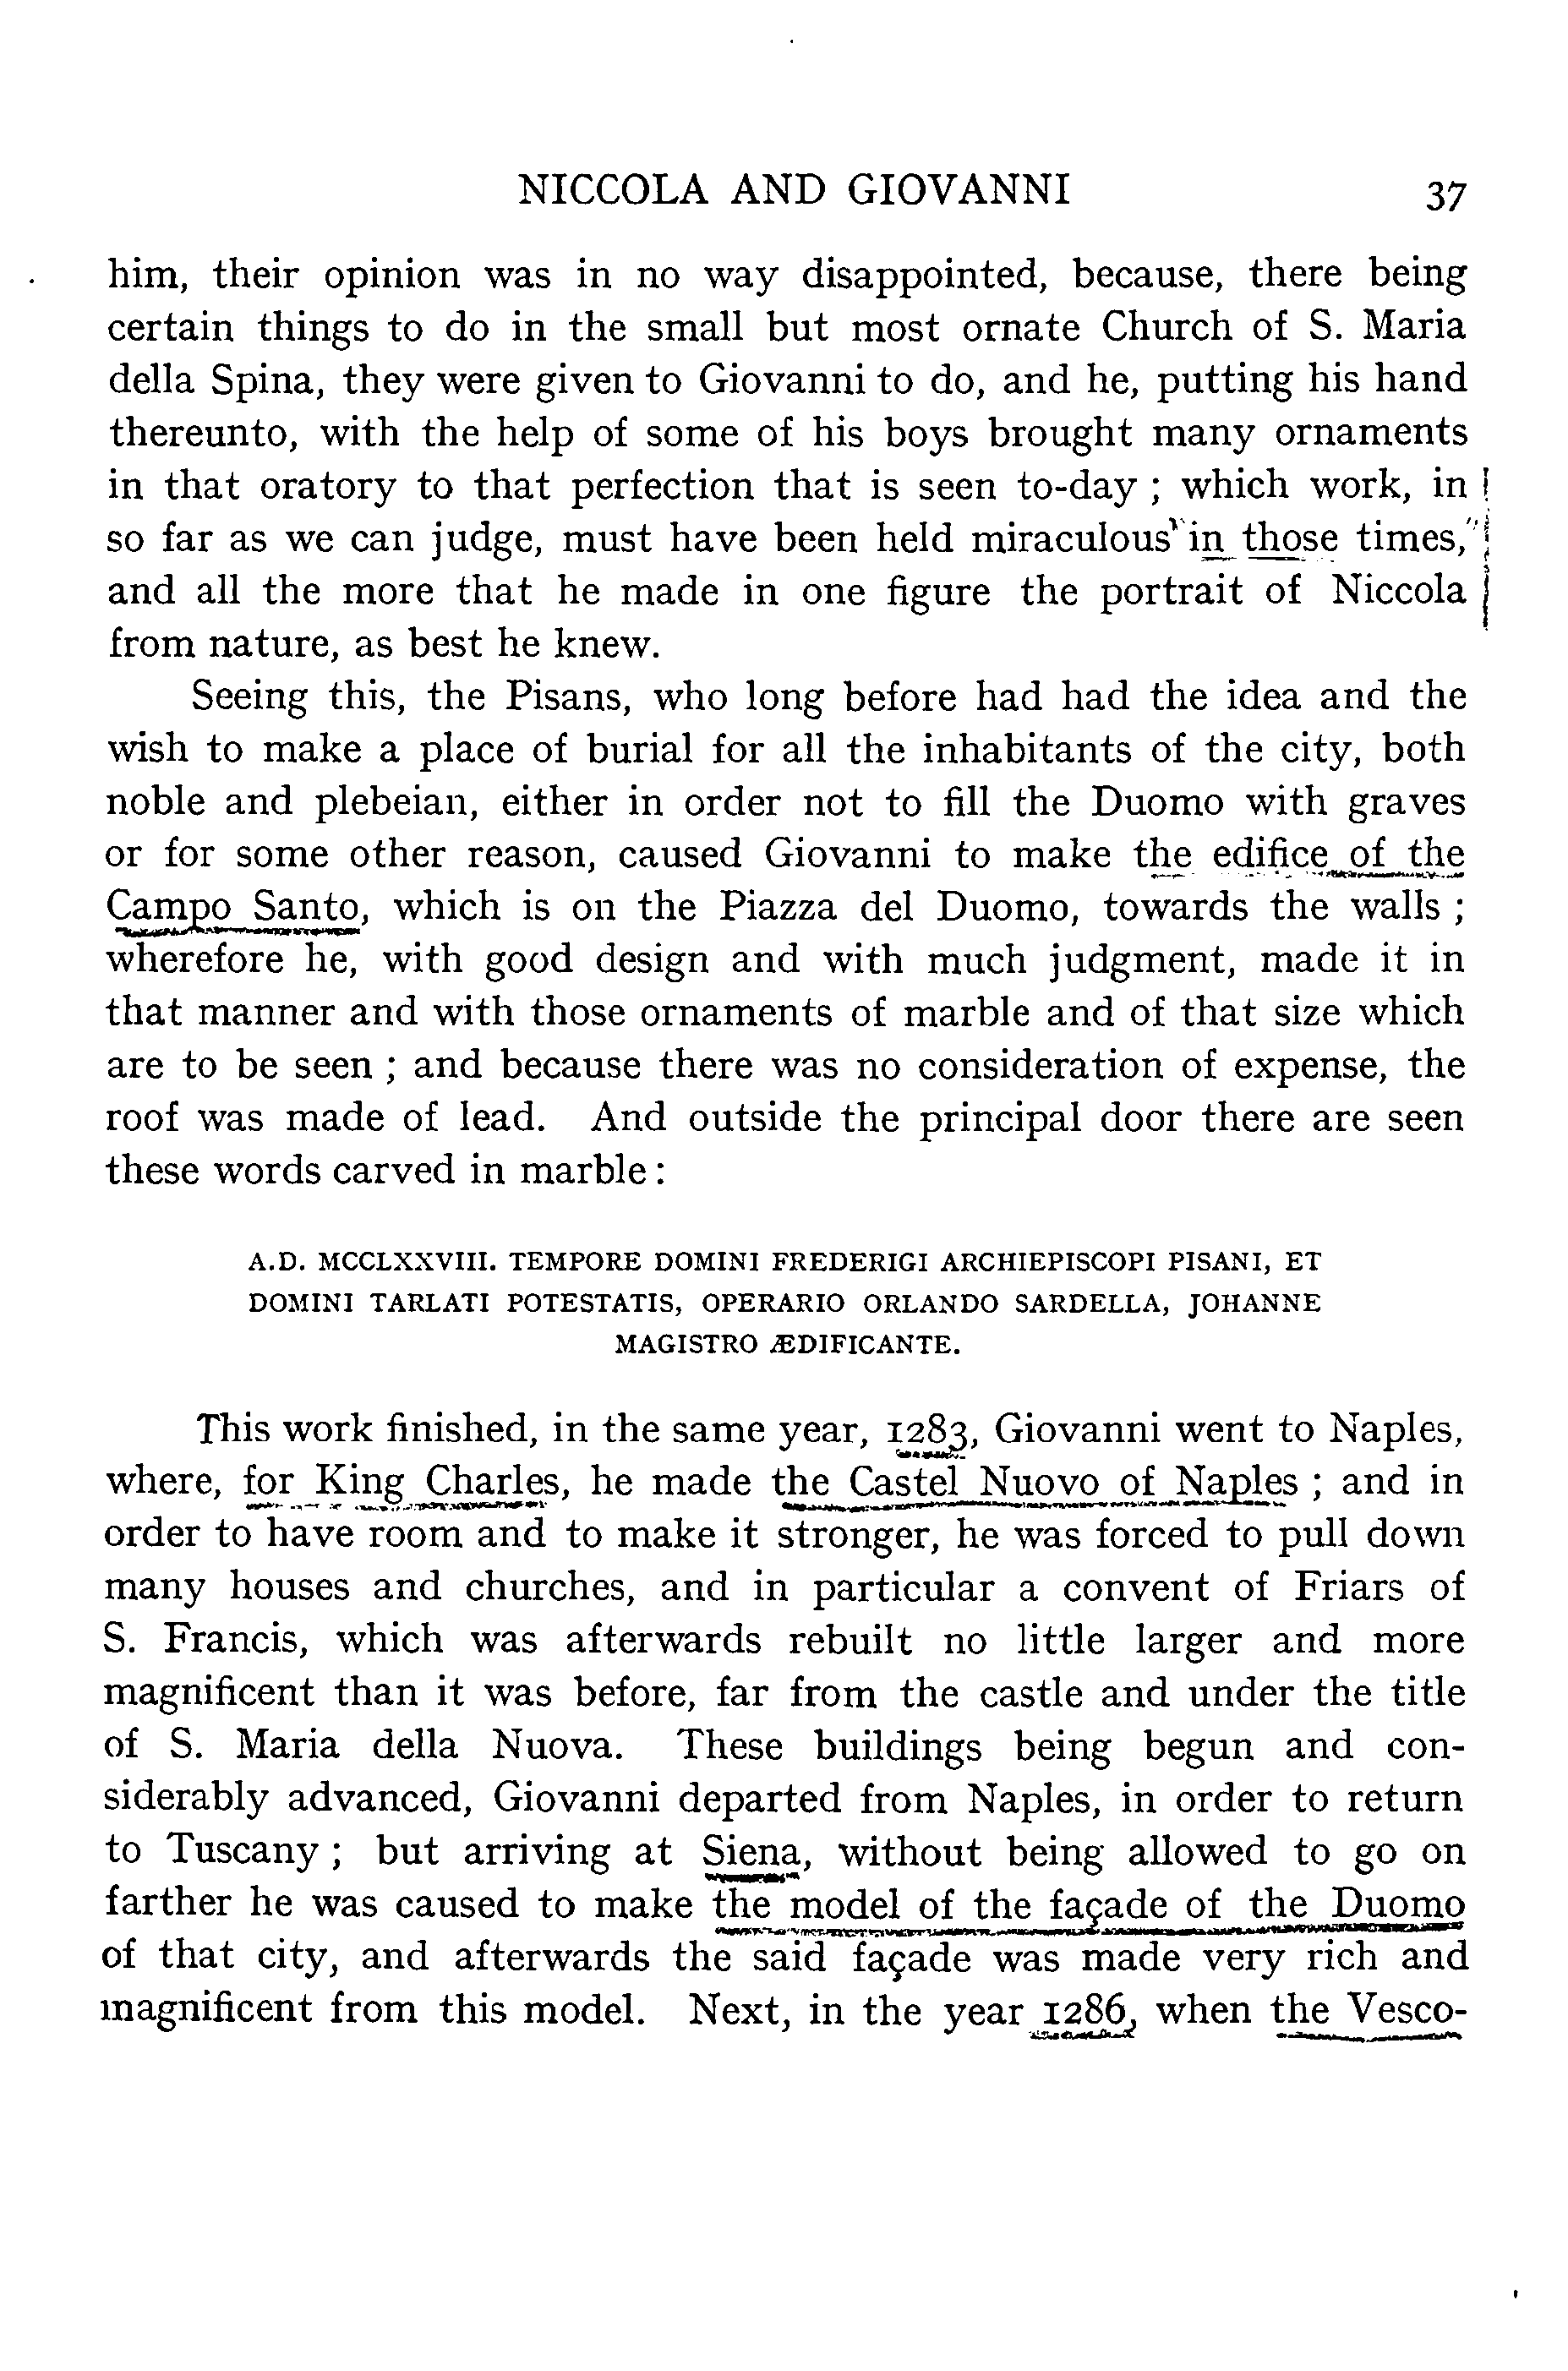 NICCOLA AND GIOVANNI 37
him, their opinion was in no way disappointed, because, there being
certain things to do in the small but most ornate Church of S. Maria
della Spina, they were given to Giovanni to do, and he, putting his hand
thereunto, with the help of some of his boys brought many ornaments
in that oratory to that perfection that is seen to-day ; which work, in
so far as we can judge, must have been held miraculous in those times,
and all the more that he made in one figure the portrait of Niccola
from nature, as best he knew.
Seeing this, the Pisans, who long before had had the idea and the
wish to make a place of burial for all the inhabitants of the city, both
noble and plebeian, either in order not to fill the Duomo with graves
or for some other reason, caused Giovanni to make the edifice of the
Campo Santo, which is on the Piazza del Duomo, towards the walls ;
wherefore he, with good design and with much judgment, made it in
that manner and with those ornaments of marble and of that size which
are to be seen ; and because there was no consideration of expense, the
roof was made of lead. And outside the principal door there are seen
these words carved in marble :
A.D. MCCLXXVIII. TEMPORE DOMINI FREDERIGI ARCHIEPISCOPI PISANI, ET
DOMINI TARLATI POTESTATIS, OPERARIO ORLANDO SARDELLA, JOHANNE
MAGISTRO ÆDIFICANTE.
This work finished, in the same year, 1283, Giovanni went to Naples,
where, for King Charles, he made the Castel Nuovo of Naples ; and in
order to have room and to make it stronger, he was forced to pull down
many houses and churches, and in particular a convent of Friars of
S. Francis, which was afterwards rebuilt no little larger and more
magnificent than it was before, far from the castle and under the title
of S. Maria della Nuova. These buildings being begun and con-
siderably advanced, Giovanni departed from Naples, in order to return
to Tuscany ; but arriving at Siena, without being allowed to go on
farther he was caused to make the model of the façade of the Duomo
of that city, and afterwards the said façade was made very rich and
magnificent from this model. Next, in the year 1286, when the Vesco-